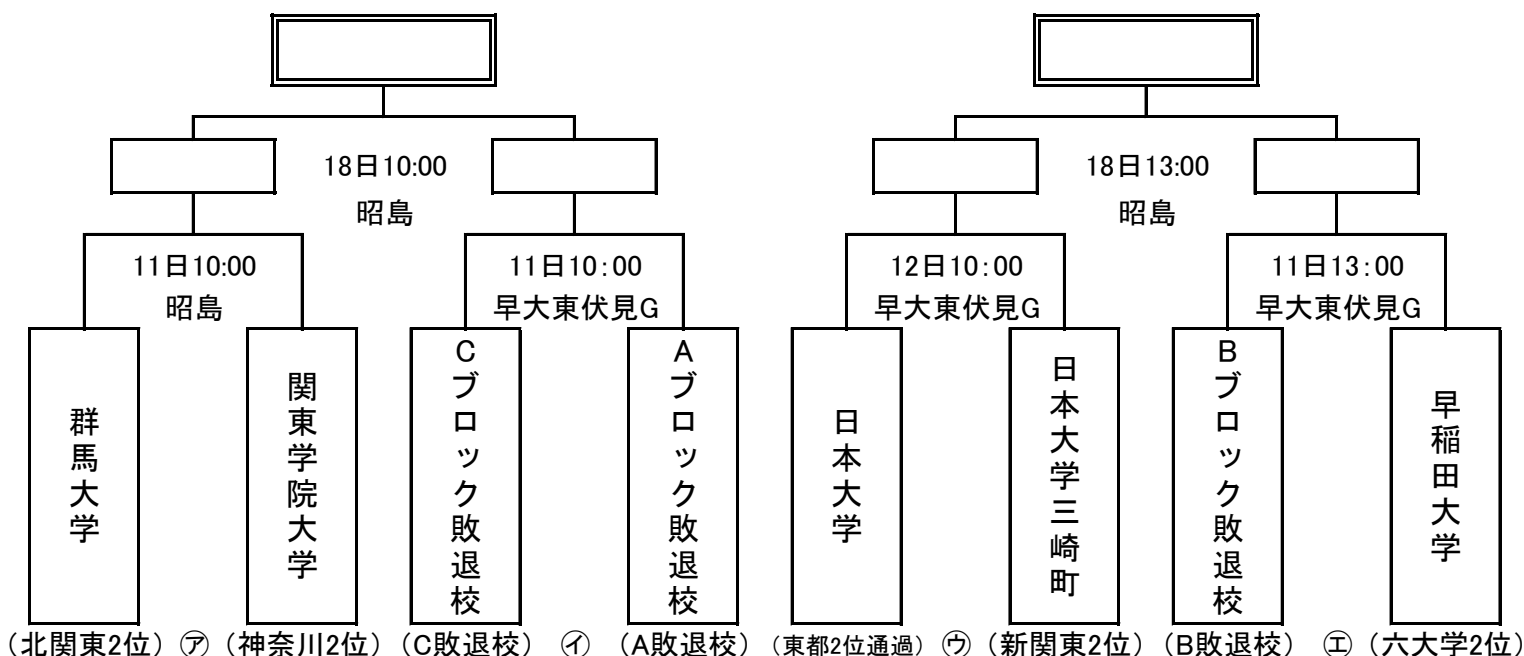 18日10:00
昭島
18日13:00
昭島
11日10:00
昭島
11日10:00
早大東伏見G
12日10:00
早大東伏見G
11日13:00
早大東伏見G
群馬大学
関東学院大学
Cブロック敗退校
Aブロック敗退校
日本大学
日本大学三崎町
Bブロック敗退校
早稲田大学
(北関東2位) ㋐ (神奈川2位) (C敗退校) ㋑ (A敗退校) (東都2位通過) ㋒ (新関東2位) (B敗退校) ㋓ (六大学2位)